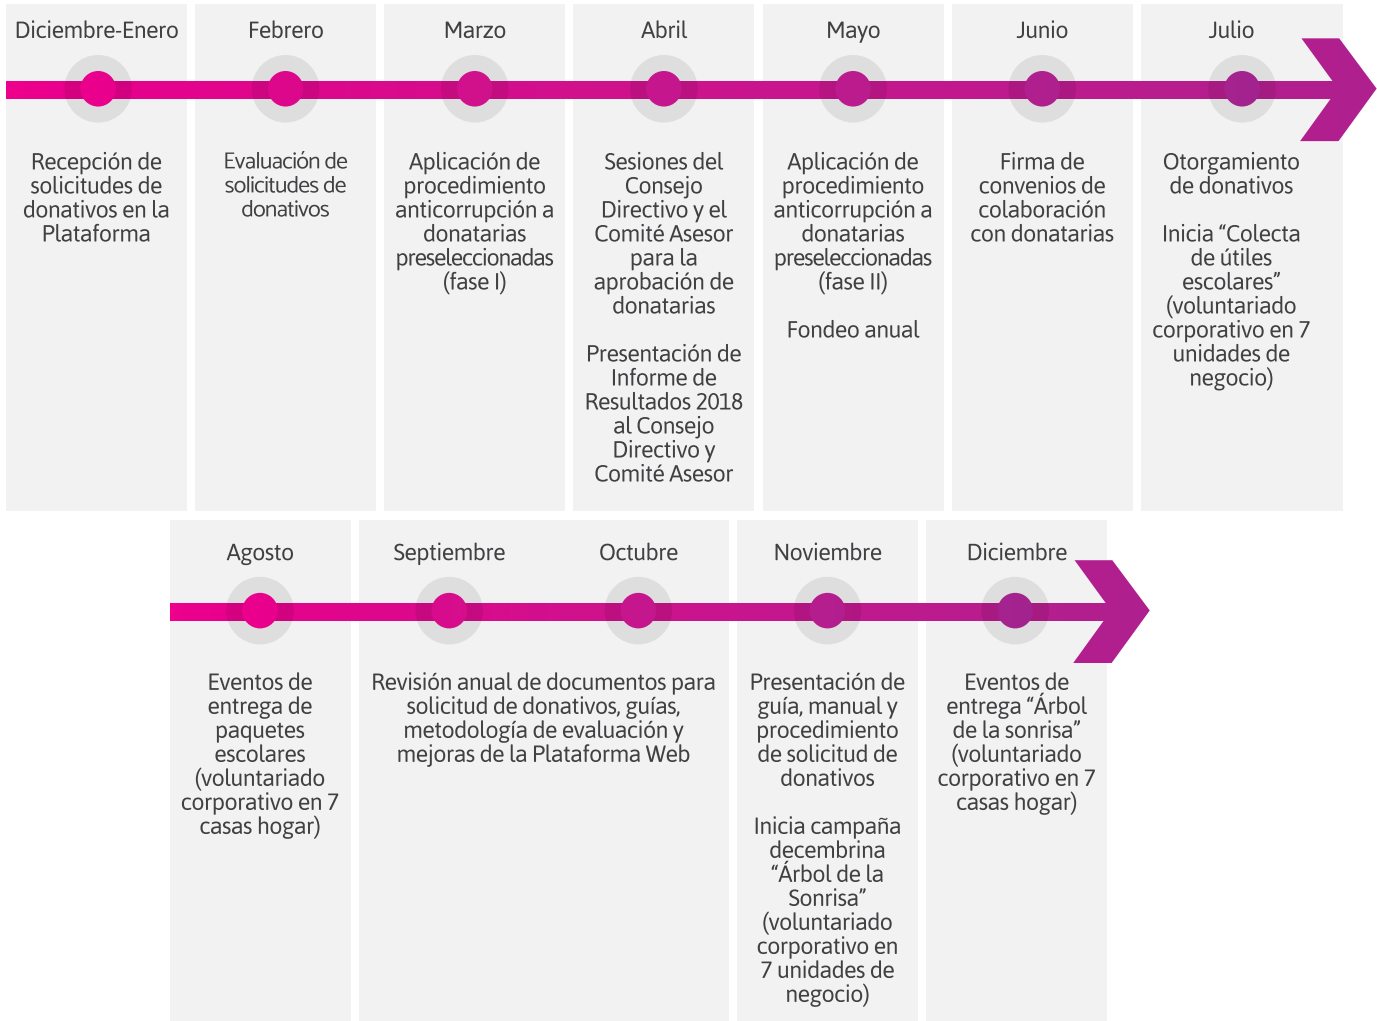 Diciembre-Enero
Recepción de
solicitudes de
donativos en la
Plataforma
Febrero
Evaluación de
solicitudes de
donativos
Marzo
Aplicación de
procedimiento
anticorrupción a
donatarias
preseleccionadas
(fase I)
Abril
Sesiones del
Consejo
Directivo y el
Comité Asesor
para la
aprobación de
donatarias
Presentación de
Informe de
Resultados 2018
al Consejo
Directivo y
Comité Asesor
Mayo
Aplicación de
procedimiento
anticorrupción a
donatarias
preseleccionadas
(fase II)
Fondeo anual
Junio
Firma de
convenios de
colaboración
con donatarias
Julio
Otorgamiento
de donativos
Inicia “Colecta
de útiles
escolares”
(voluntariado
corporativo en 7
unidades de
negocio)
Agosto
Eventos de
entrega de
paquetes
escolares
(voluntariado
corporativo en 7
casas hogar)
Septiembre
Octubre
Revisión anual de documentos para
solicitud de donativos, guías,
metodología de evaluación y
mejoras de la Plataforma Web
Noviembre
Presentación de
guía, manual y
procedimiento
de solicitud de
donativos
Inicia campaña
decembrina
“Árbol de la
Sonrisa”
(voluntariado
corporativo en
7 unidades de
negocio)
Diciembre
Eventos de
entrega “Árbol
de la sonrisa”
(voluntariado
corporativo en 7
casas hogar)